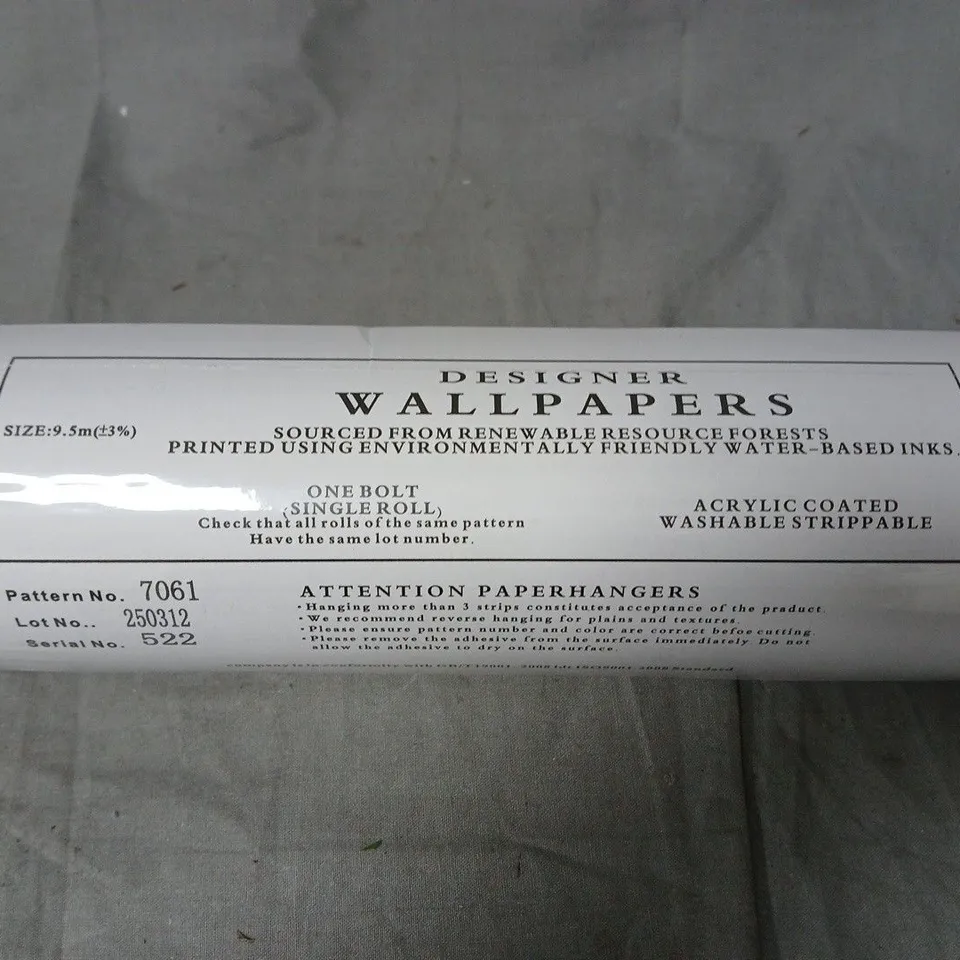 DESIGNER
WALLPAPERS
SIZE:9.5m(±3%)
SOURCED FROM RENEWABLE RESOURCE FORESTS
PRINTED USING ENVIRONMENTALLY FRIENDLY WATER-BASED INKS.
ONE BOLT
(SINGLE ROLL)
Check that all rolls of the same pattern
Have the same lot number.
ACRYLIC COATED
WASHABLE STRIPPABLE
Pattern No. 7061
Lot No.. 250312
Serial No. 522
ATTENTION PAPERHANGERS
• Hanging more than 3 strips constitutes acceptance of the product.
• We recommend reverse hanging for plains and textures.
• Please ensure pattern number and color are correct befoe cutting.
• Please remove the adhesive from the surface immediately. Do not
allow the adhesive to dry on the surface.
company is in conformity with